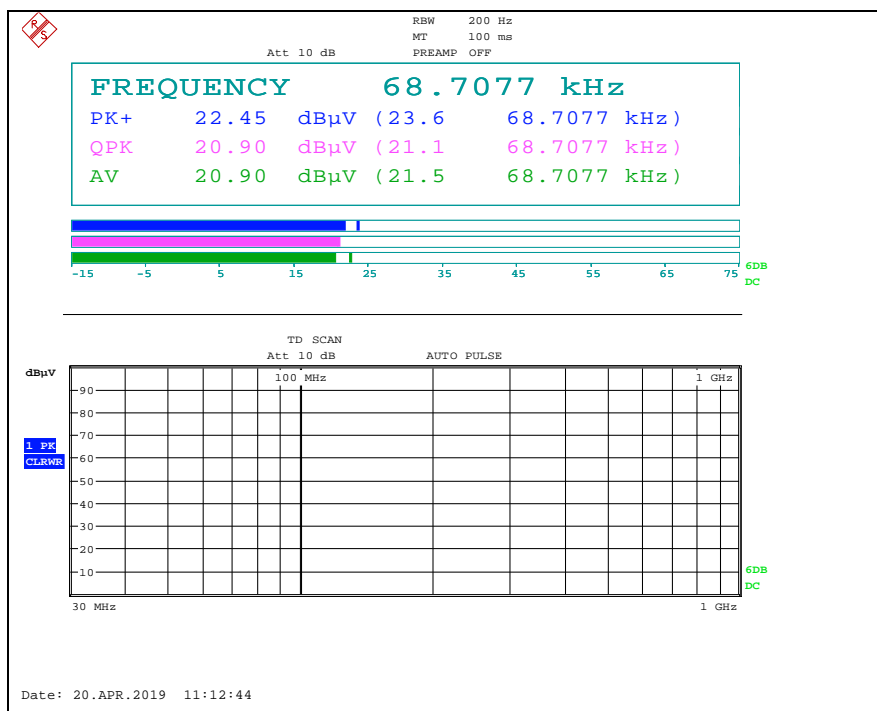 R
S
RBW 200 Hz
MT 100 ms
Att 10 dB PREAMP OFF
FREQUENCY 68.7077 kHz
PK+ 22.45 dBµV (23.6 68.7077 kHz)
QPK 20.90 dBµV (21.1 68.7077 kHz)
AV 20.90 dBµV (21.5 68.7077 kHz)
-15 -5 5 15 25 35 45 55 65 75
6DB
DC
TD SCAN
Att 10 dB AUTO PULSE
dBµV
100 MHz 1 GHz
90
80
70
1 PK
CLRWR
60
50
40
30
20
10
6DB
DC
30 MHz 1 GHz
Date: 20.APR.2019 11:12:44